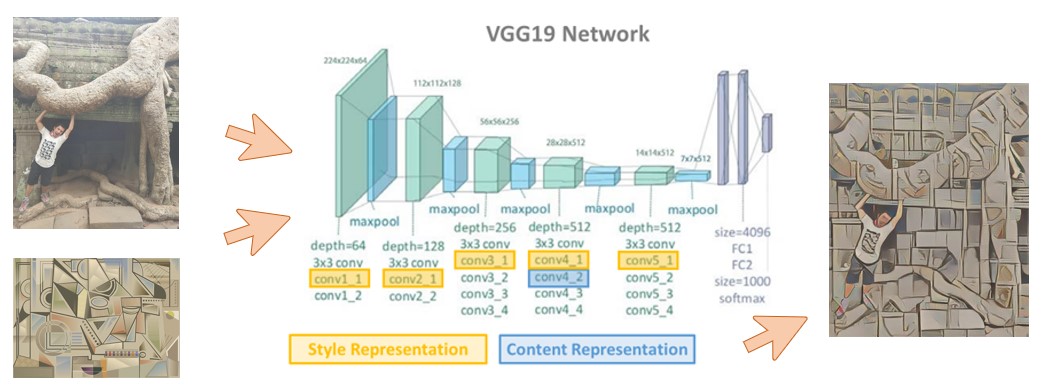 VGG19 Network
224x224x64
112x112x128
56x56x256
28x28x512
14x14x512
7x7x512
maxpool
maxpool
maxpool
maxpool
maxpool
depth=64
3x3 conv
conv1_1
conv1_2
depth=128
3x3 conv
conv2_1
conv2_2
depth=256
3x3 conv
conv3_1
conv3_2
conv3_3
conv3_4
depth=512
3x3 conv
conv4_1
conv4_2
conv4_3
conv4_4
depth=512
3x3 conv
conv5_1
conv5_2
conv5_3
conv5_4
size=4096
FC1
FC2
size=1000
softmax
Style Representation
Content Representation